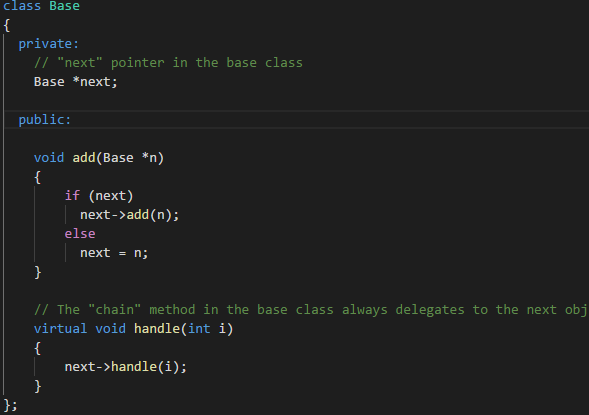 class Base
{
private:
// "next" pointer in the base class
Base *next;
public:
void add(Base *n)
{
if (next)
next->add(n);
else
next = n;
}
// The "chain" method in the base class always delegates to the next obj
virtual void handle(int i)
{
next->handle(i);
}
};